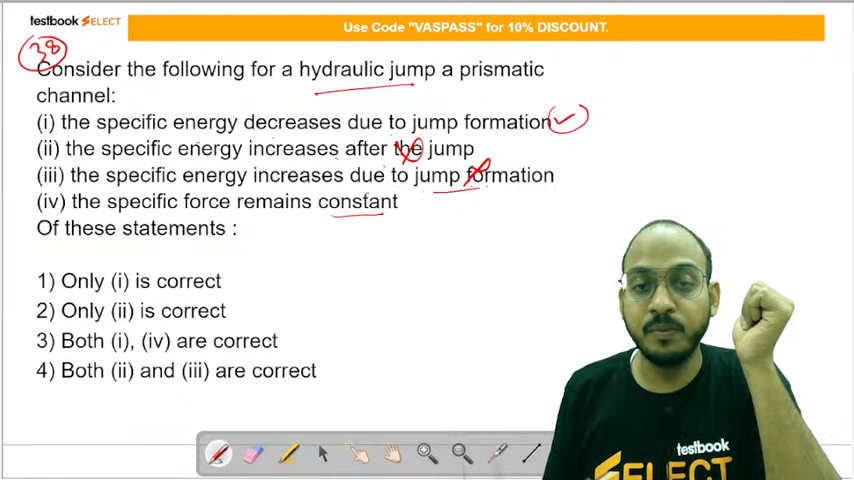 testbook SELECT
Use Code "VASPASS" for 10% DISCOUNT.
38
Consider the following for a hydraulic jump a prismatic
channel:
(i) the specific energy decreases due to jump formation
(ii) the specific energy increases after the jump
(iii) the specific energy increases due to jump formation
(iv) the specific force remains constant
Of these statements :
1) Only (i) is correct
2) Only (ii) is correct
3) Both (i), (iv) are correct
4) Both (ii) and (iii) are correct
testbook
SELECT